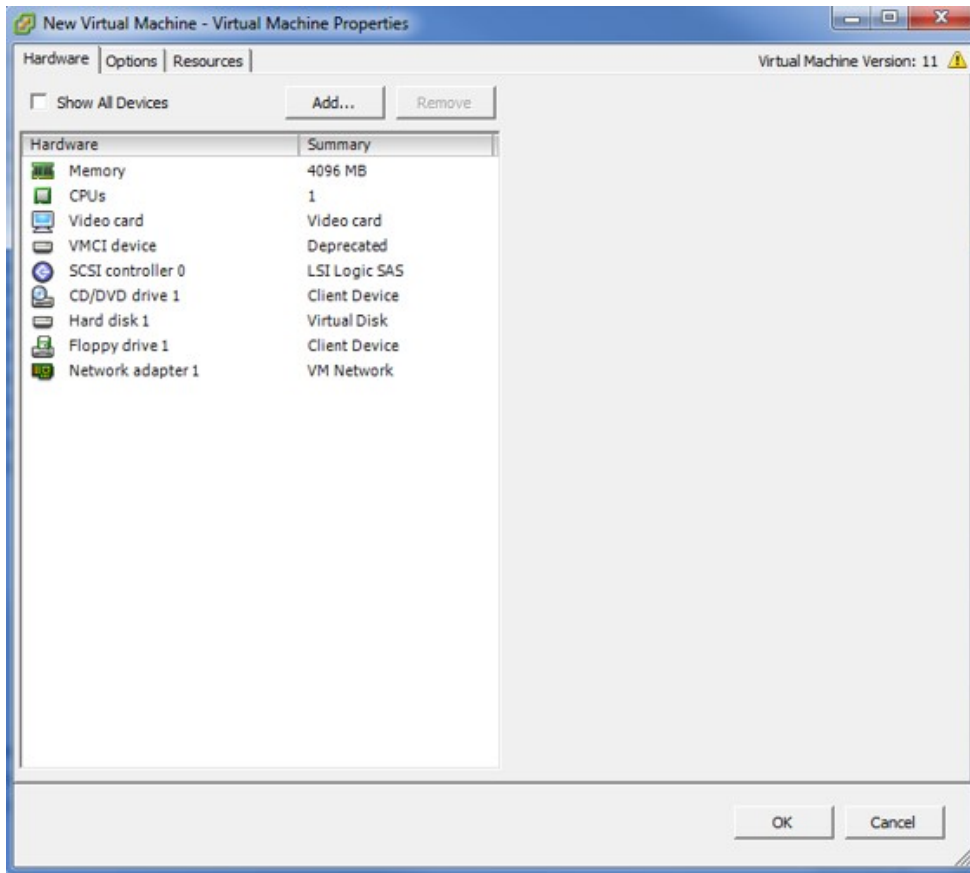 New Virtual Machine - Virtual Machine Properties
Hardware Options Resources Virtual Machine Version: 11
Show All Devices Add... Remove
Hardware Summary
Memory 4096 MB
CPUs 1
Video card Video card
VMCI device Deprecated
SCSI controller 0 LSI Logic SAS
CD/DVD drive 1 Client Device
Hard disk 1 Virtual Disk
Floppy drive 1 Client Device
Network adapter 1 VM Network
OK Cancel